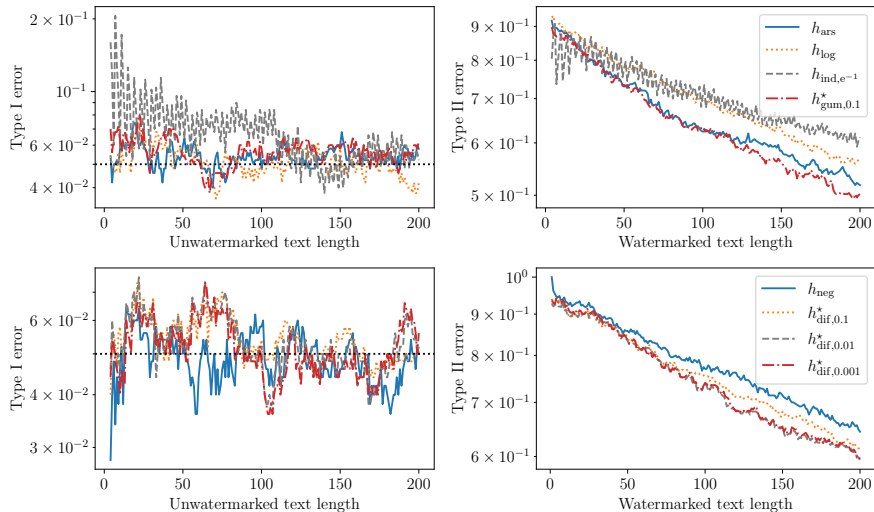 Type I error
2 × 10⁻¹
10⁻¹
6 × 10⁻²
4 × 10⁻²
0 50 100 150 200
Unwatermarked text length
Type II error
9 × 10⁻¹
8 × 10⁻¹
7 × 10⁻¹
6 × 10⁻¹
5 × 10⁻¹
0 50 100 150 200
Watermarked text length
h_ars
h_log
h_ind,e⁻¹
h*_gum,0.1
Type I error
6 × 10⁻²
4 × 10⁻²
3 × 10⁻²
0 50 100 150 200
Unwatermarked text length
Type II error
10⁰
9 × 10⁻¹
8 × 10⁻¹
7 × 10⁻¹
6 × 10⁻¹
0 50 100 150 200
Watermarked text length
h_neg
h*_dif,0.1
h*_dif,0.01
h*_dif,0.001